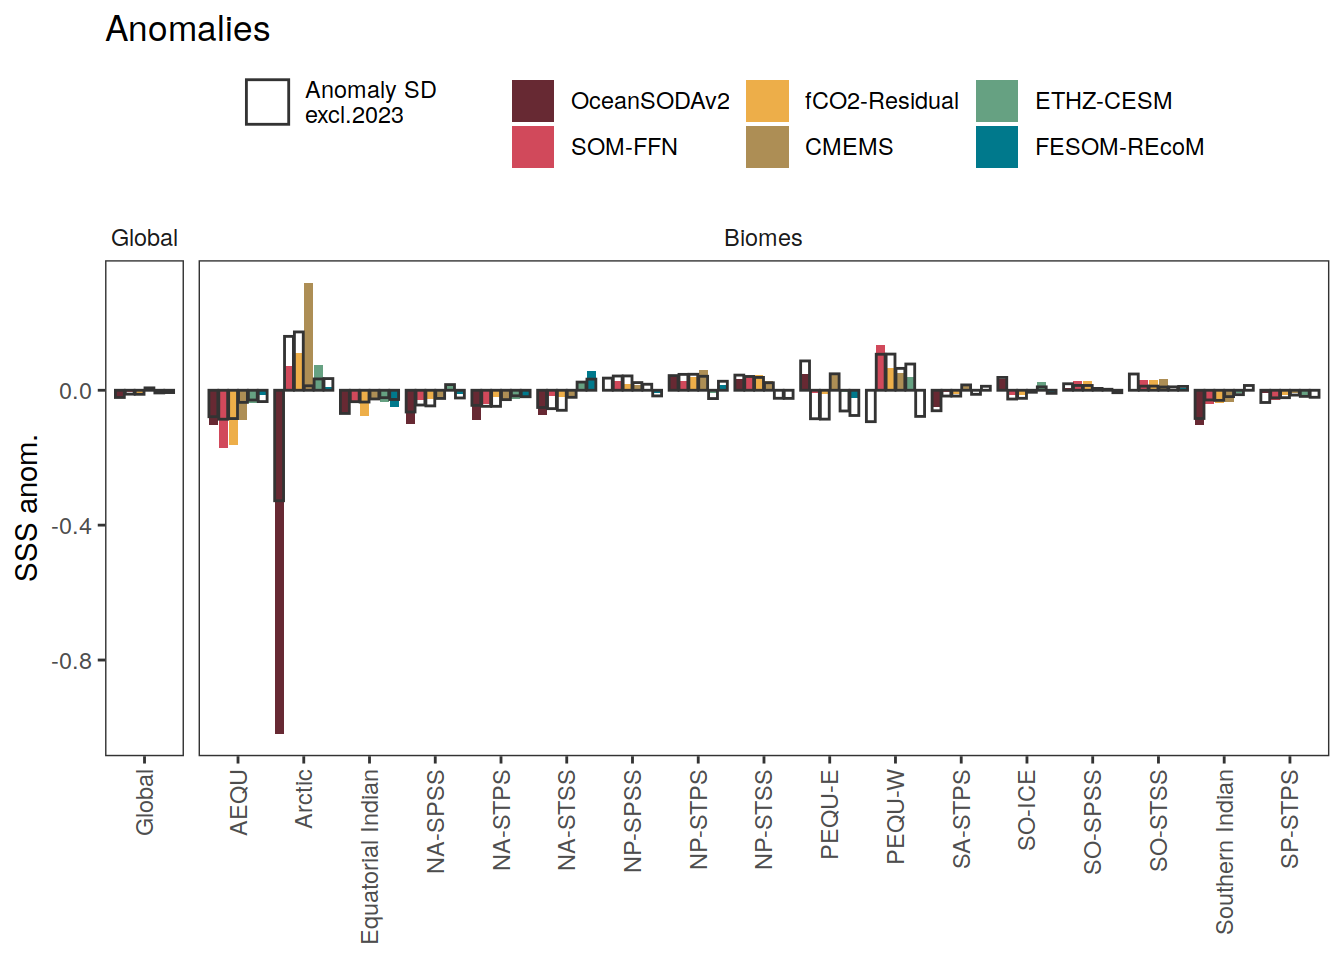 Anomalies
Anomaly SD
excl.2023
OceanSODAv2
fCO2-Residual
ETHZ-CESM
SOM-FFN
CMEMS
FESOM-REcoM
Global
Biomes
SSS anom.
0.0
-0.4
-0.8
Global
AEQU
Arctic
Equatorial Indian
NA-SPSS
NA-STPS
NA-STSS
NP-SPSS
NP-STPS
NP-STSS
PEQU-E
PEQU-W
SA-STPS
SO-ICE
SO-SPSS
SO-STSS
Southern Indian
SP-STPS